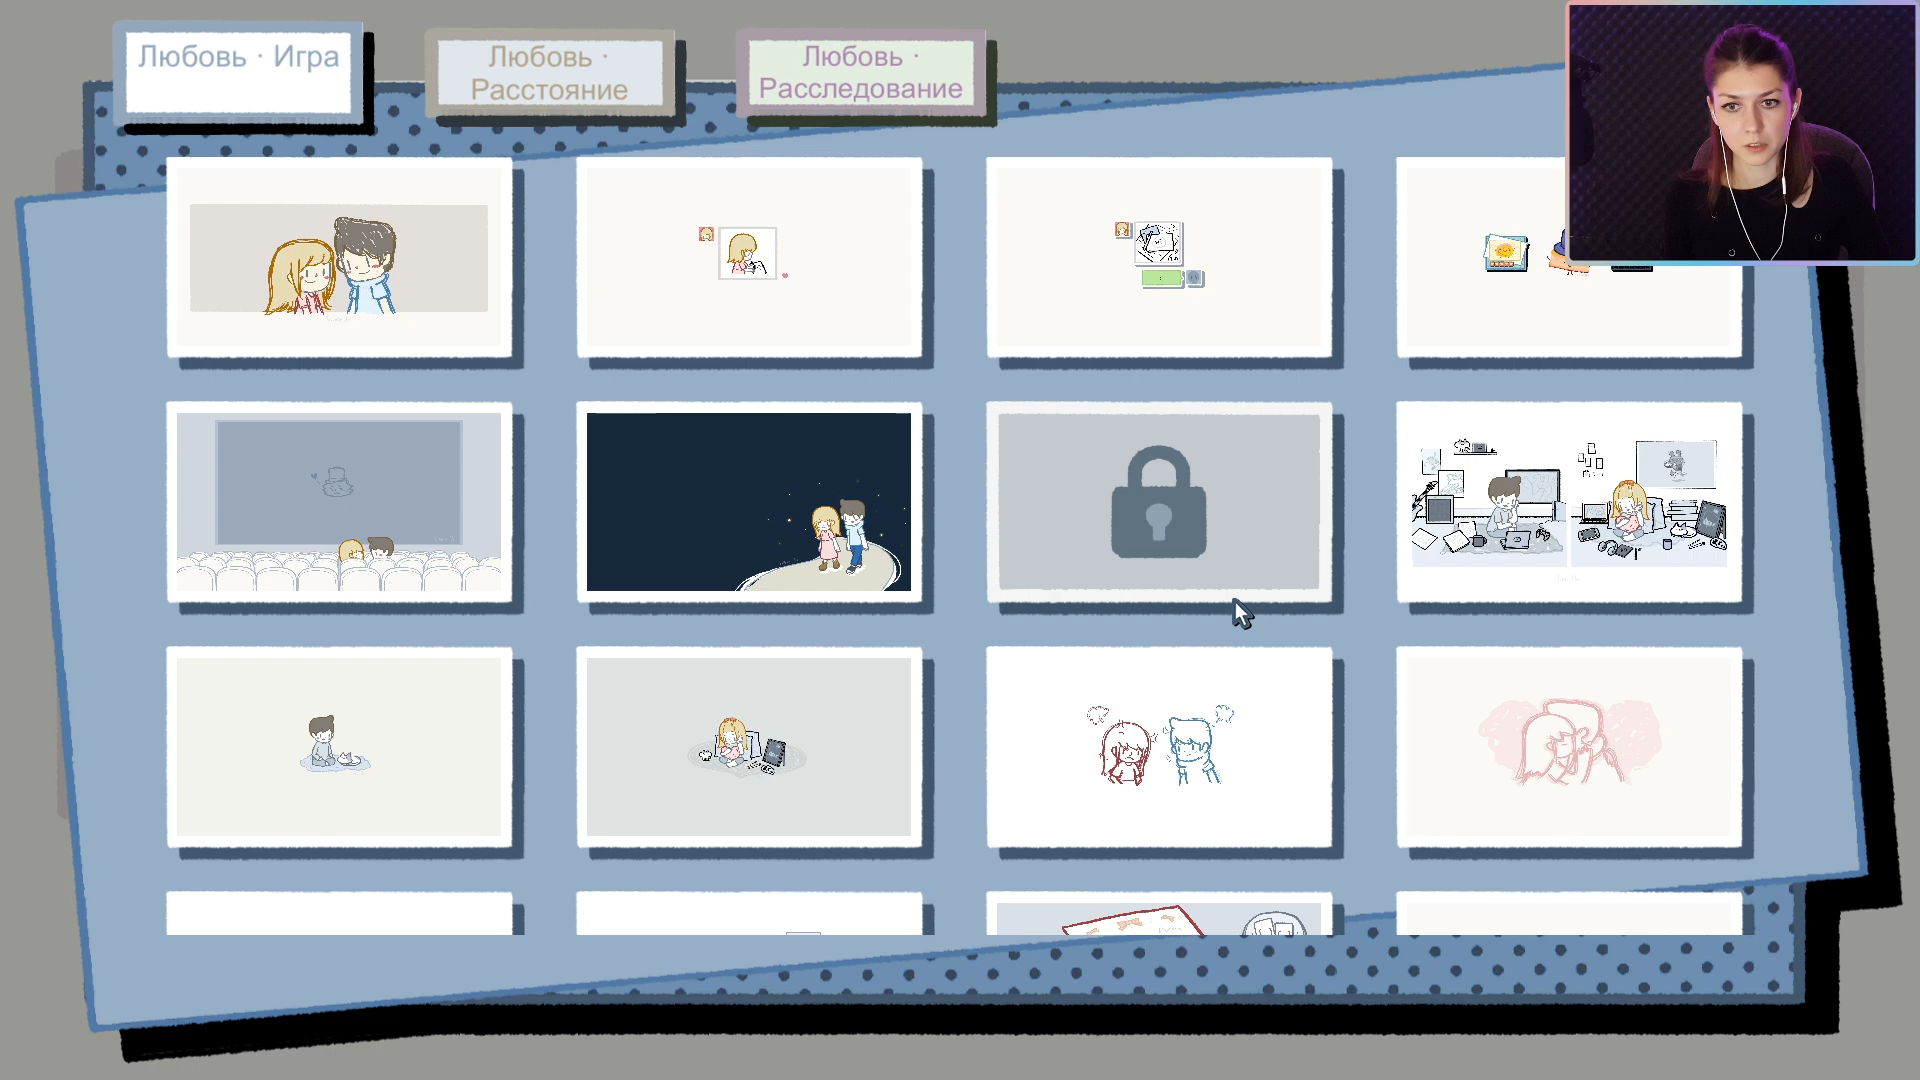 Любовь · Игра
Любовь ·
Расстояние
Любовь ·
Расследование